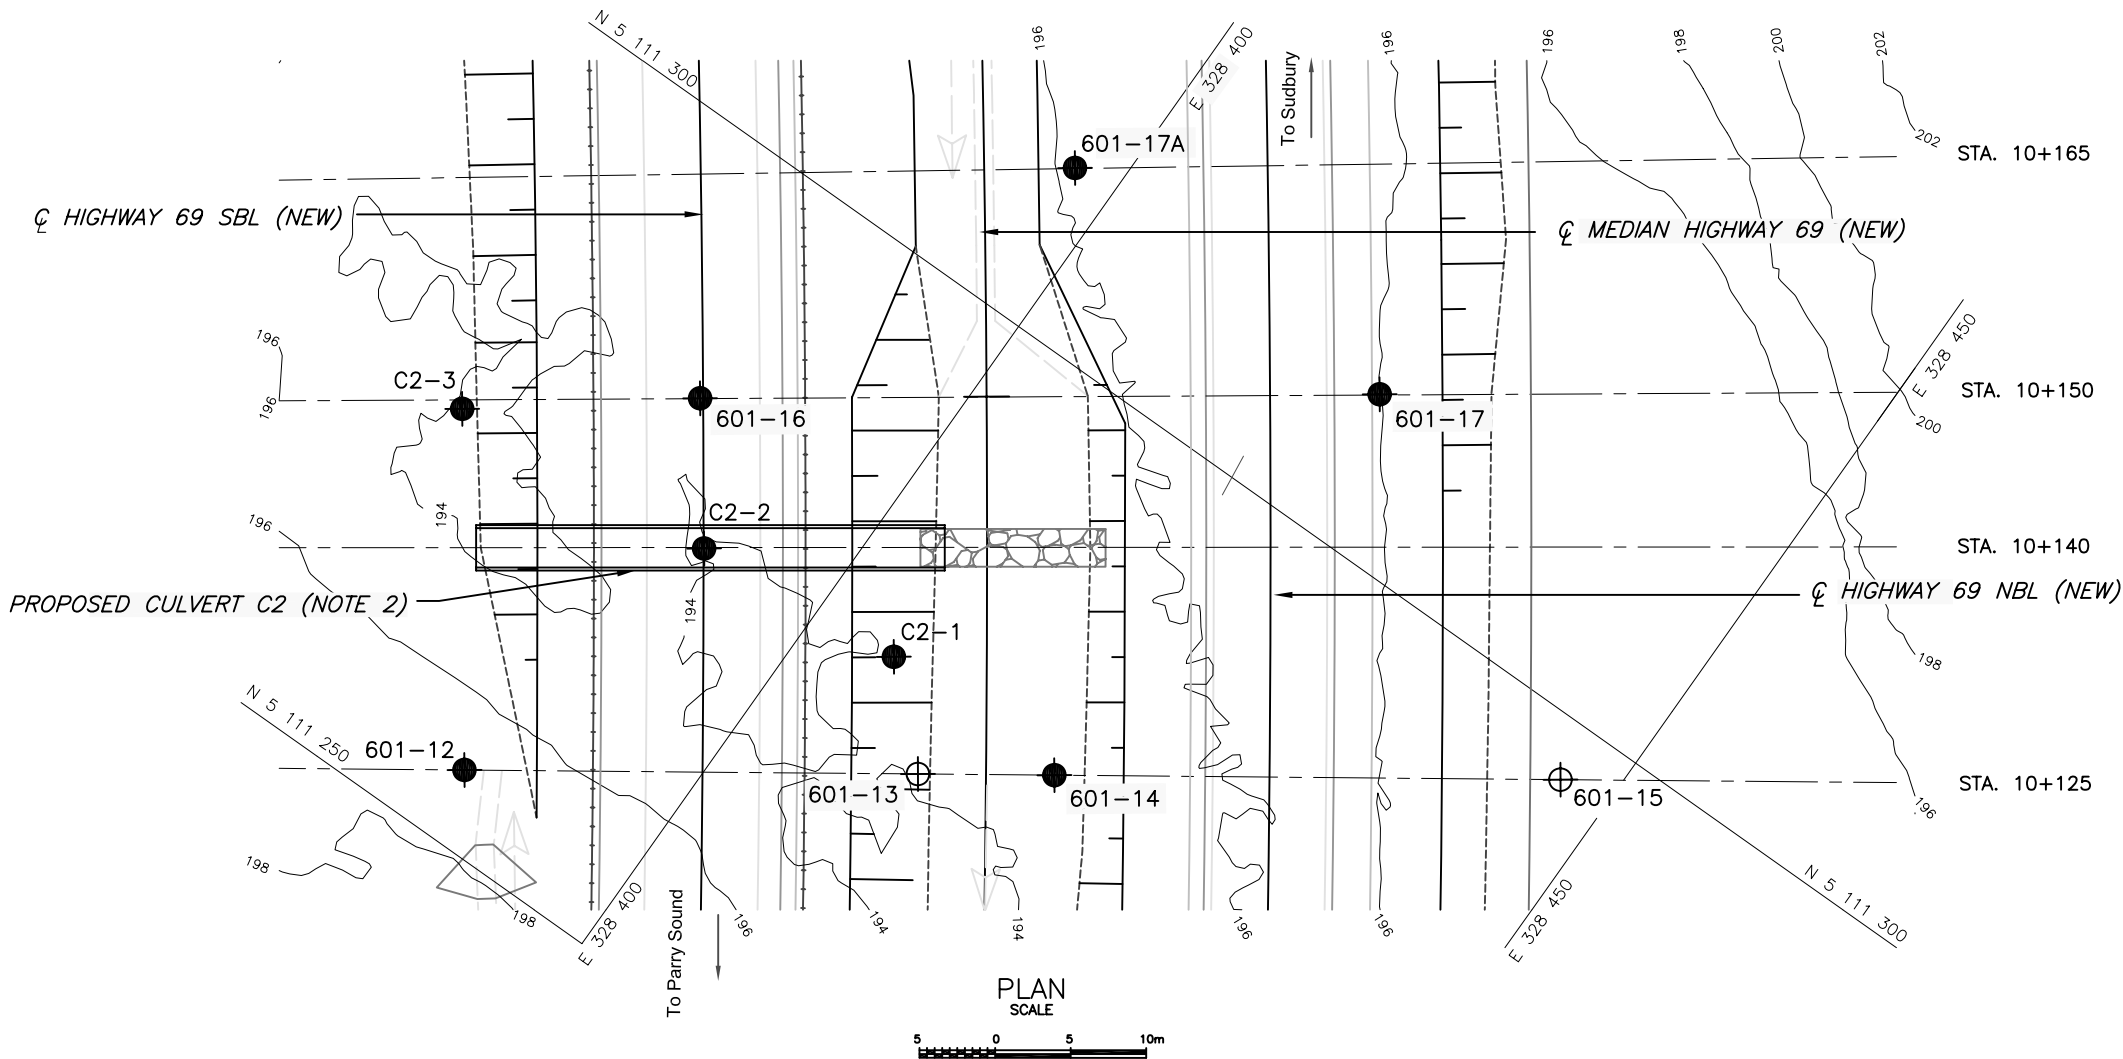 N 5 111 300
196
E 328 400
To Sudbury
196
196
198
200
202
601-17A
202
STA. 10+165
℄ HIGHWAY 69 SBL (NEW)
℄ MEDIAN HIGHWAY 69 (NEW)
196
C2-3
196
601-16
601-17
E 328 450
STA. 10+150
200
194
196
C2-2
STA. 10+140
PROPOSED CULVERT C2 (NOTE 2)
194
℄ HIGHWAY 69 NBL (NEW)
C2-1
198
N 5 111 250
601-12
601-13
601-14
601-15
STA. 10+125
196
198
198
E 328 400
To Parry Sound
196
194
194
196
196
E 328 450
N 5 111 300
PLAN
SCALE
5 0 5 10m